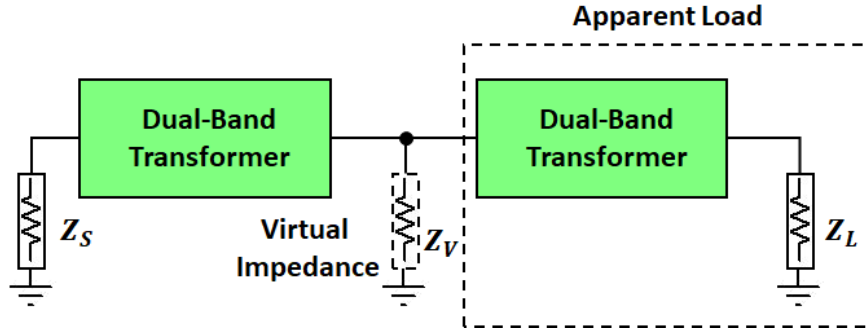 Apparent Load
Dual-Band
Transformer
Dual-Band
Transformer
Z_S
Virtual
Impedance
Z_V
Z_L